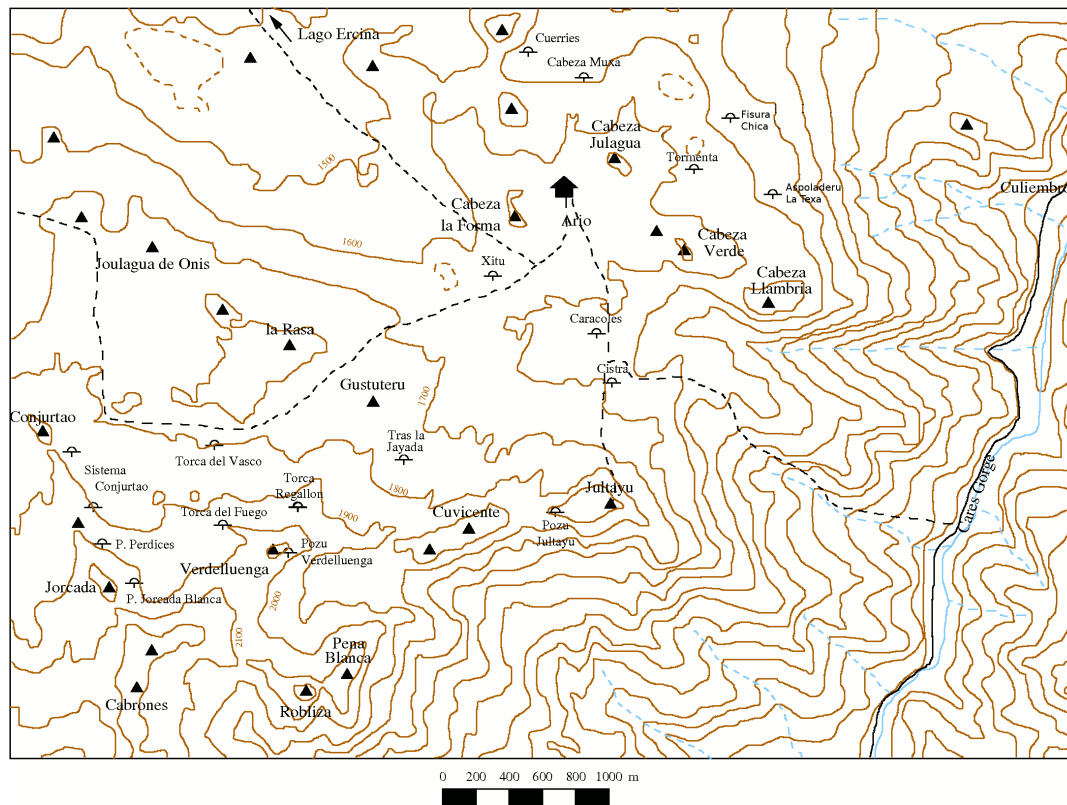 Lago Ercina
Cuerries
Cabeza Muxa
Fisura
Chica
Cabeza
Julagua
Tormenta
1500
Aspoladeru
La Texa
Culiembro
Cabeza
la Forma
Ario
Cabeza
Verde
1600
Joulagua de Onis
Xitu
Cabeza
Llambria
la Rasa
Caracoles
Cistra
Gustuteru
1700
Conjurtao
Tras la
Jayada
Torca del Vasco
Sistema
Conjurtao
Torca
Regallon
1800
Jultayu
Cares Gorge
Torca del Fuego
1900
Cuvicente
Pozu
Jultayu
P. Perdices
Pozu
Verdelluenga
Verdelluenga
Jorcada
P. Jorcada Blanca
2000
2100
Pena
Blanca
Cabrones
Robliza
0 200 400 600 800 1000 m